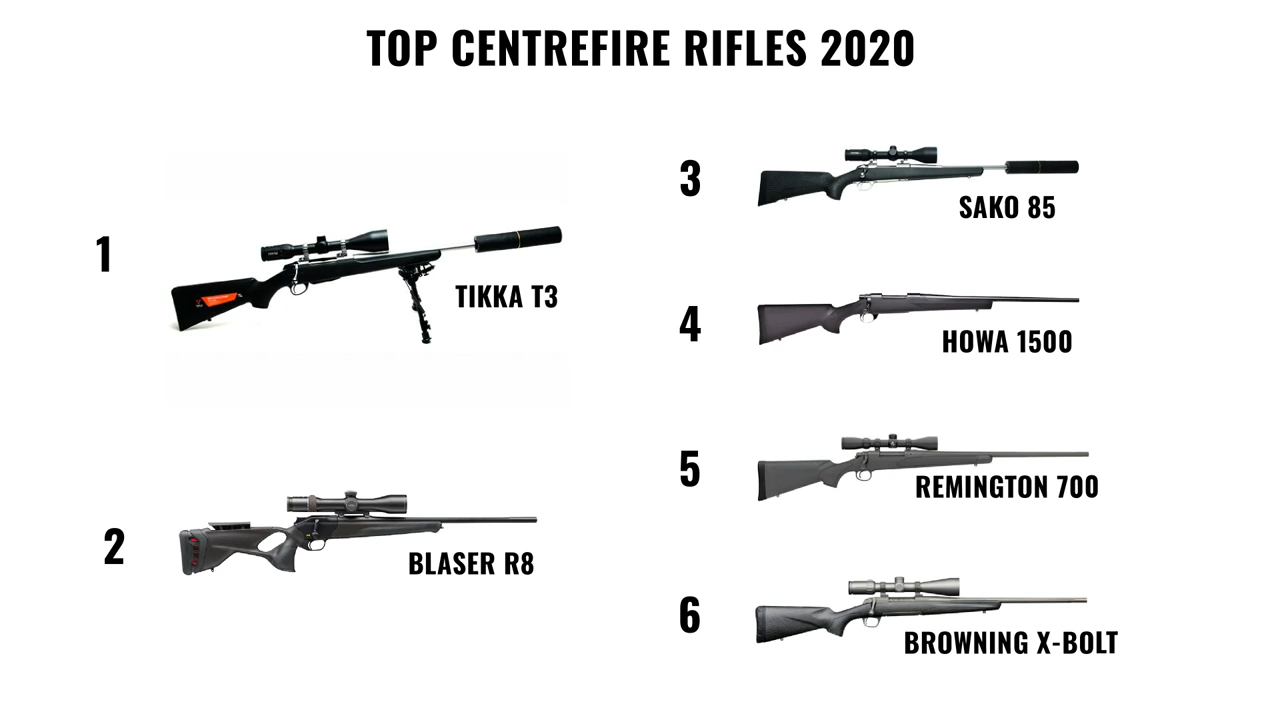 TOP CENTREFIRE RIFLES 2020
1
TIKKA T3
2
BLASER R8
3
SAKO 85
4
HOWA 1500
5
REMINGTON 700
6
BROWNING X-BOLT